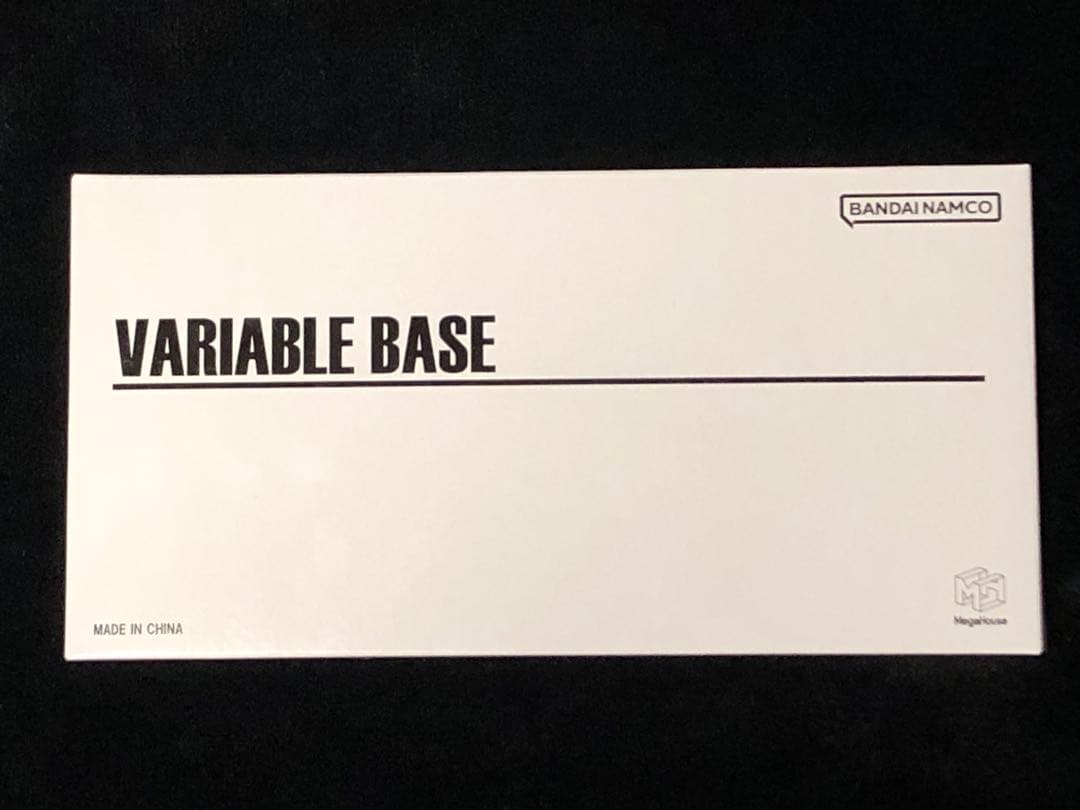 BANDAI NAMCO
VARIABLE BASE
MADE IN CHINA
MegaHouse